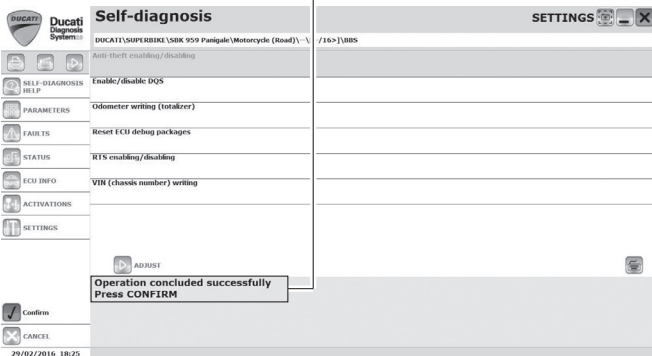 DUCATI
Ducati
Diagnosis
System 2.0
Self-diagnosis
SETTINGS
DUCATI\SUPERBIKE\SBK 959 Panigale\Motorcycle (Road)\--\ /16>]\BBS
Anti-theft enabling/disabling
Enable/disable DQS
Odometer writing (totalizer)
Reset ECU debug packages
RTS enabling/disabling
VIN (chassis number) writing
SELF-DIAGNOSIS
HELP
PARAMETERS
FAULTS
STATUS
ECU INFO
ACTIVATIONS
SETTINGS
ADJUST
Operation concluded successfully
Press CONFIRM
Confirm
CANCEL
29/02/2016 18:25